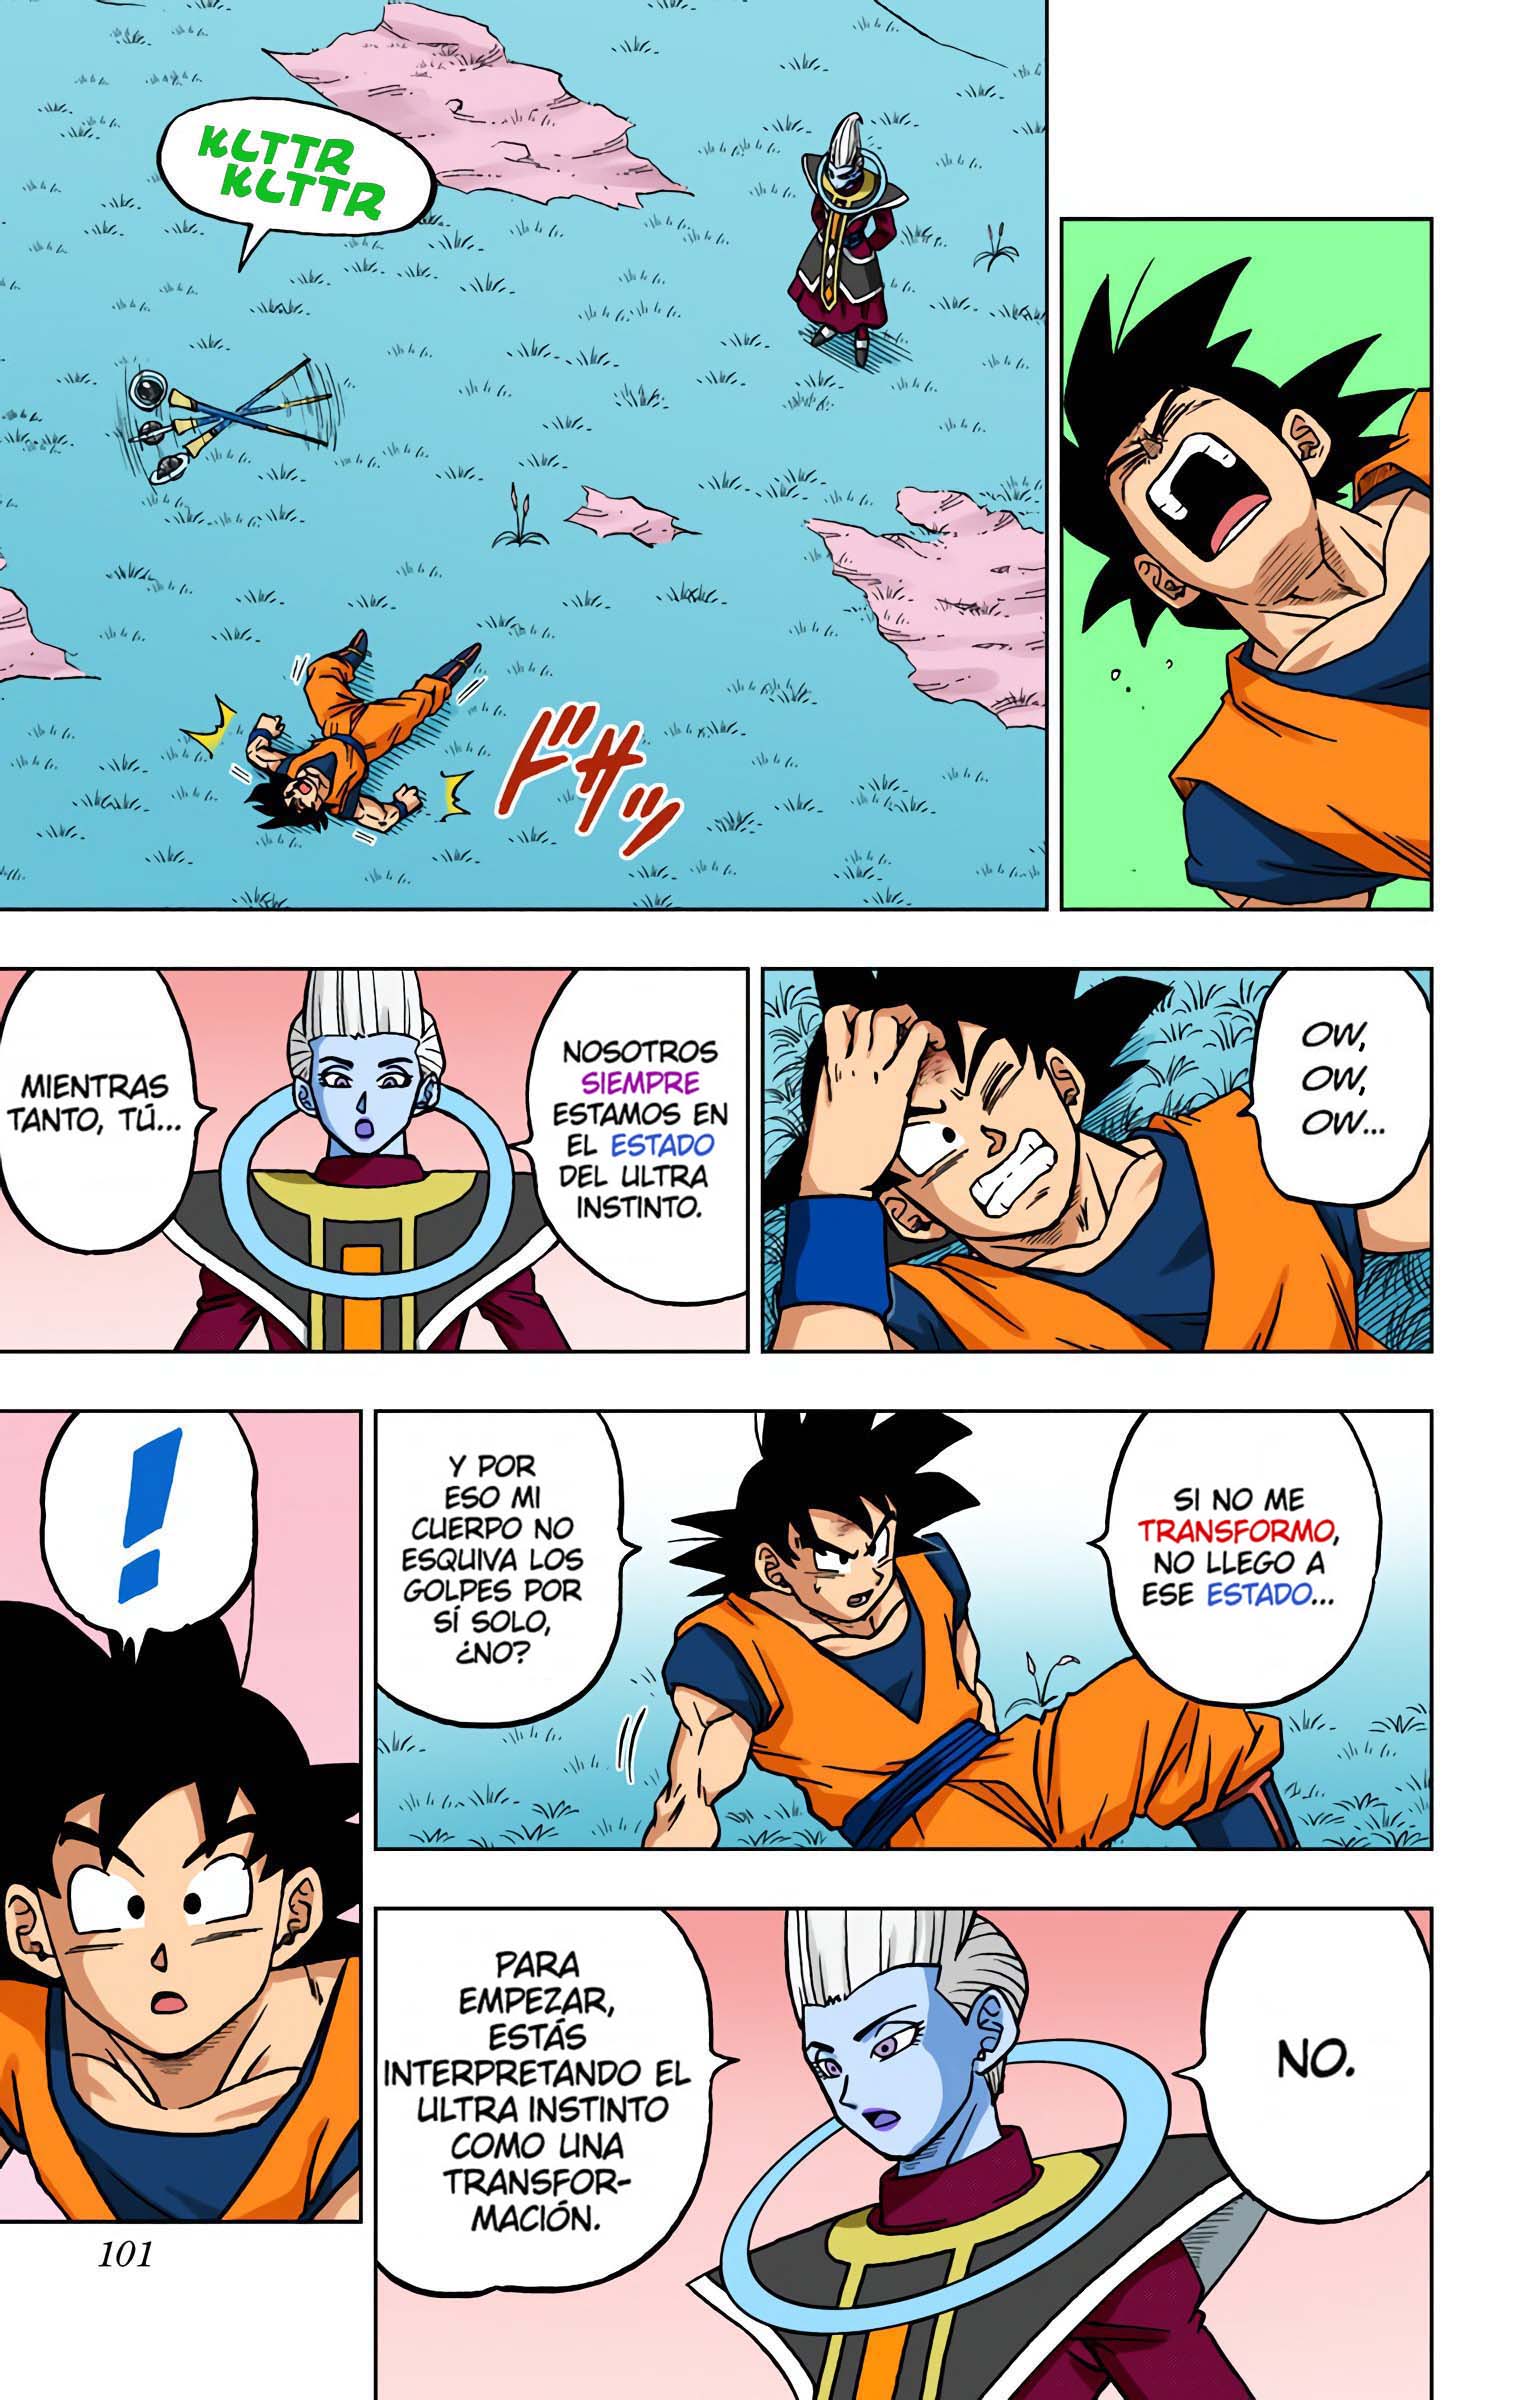 KLTTR
KLTTR
ドサッ
OW,
OW,
OW...
NOSOTROS
SIEMPRE
ESTAMOS EN
EL ESTADO
DEL ULTRA
INSTINTO.
MIENTRAS
TANTO, TÚ...
SI NO ME
TRANSFORMO,
NO LLEGO A
ESE ESTADO...
Y POR
ESO MI
CUERPO NO
ESQUIVA LOS
GOLPES POR
SÍ SOLO,
¿NO?
NO.
PARA
EMPEZAR,
ESTÁS
INTERPRETANDO EL
ULTRA INSTINTO
COMO UNA
TRANSFOR-
MACIÓN.
!
101